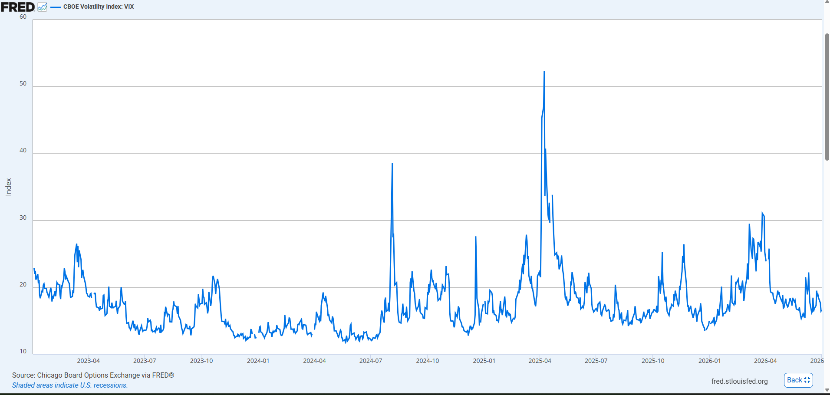 FRED
CBOE Volatility Index: VIX
60
50
40
30
20
10
Index
2023-04 2023-07 2023-10 2024-01 2024-04 2024-07 2024-10 2025-01 2025-04 2025-07 2025-10 2026-01 2026-04 2026
Source: Chicago Board Options Exchange via FRED®
Shaded areas indicate U.S. recessions.
fred.stlouisfed.org
Back